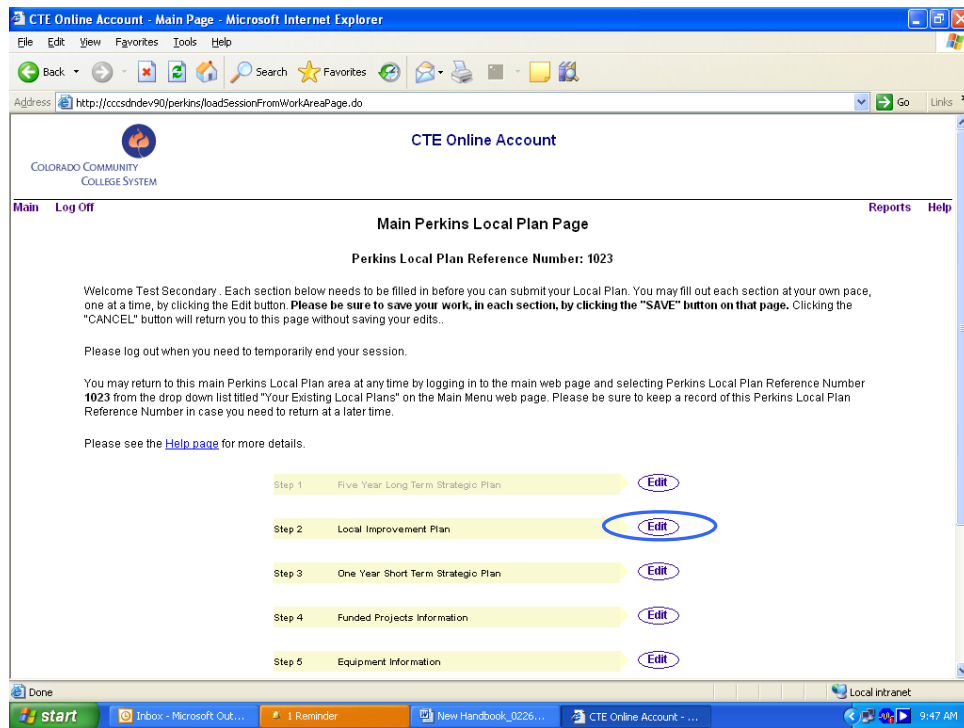 CTE Online Account - Main Page - Microsoft Internet Explorer
File Edit View Favorites Tools Help
Back Search Favorites
Address http://cccsdndev90/perkins/loadSessionFromWorkAreaPage.do Go Links
COLORADO COMMUNITY
COLLEGE SYSTEM
CTE Online Account
Main Log Off Reports Help
Main Perkins Local Plan Page
Perkins Local Plan Reference Number: 1023
Welcome Test Secondary . Each section below needs to be filled in before you can submit your Local Plan. You may fill out each section at your own pace,
one at a time, by clicking the Edit button. Please be sure to save your work, in each section, by clicking the "SAVE" button on that page. Clicking the
"CANCEL" button will return you to this page without saving your edits..
Please log out when you need to temporarily end your session.
You may return to this main Perkins Local Plan area at any time by logging in to the main web page and selecting Perkins Local Plan Reference Number
1023 from the drop down list titled "Your Existing Local Plans" on the Main Menu web page. Please be sure to keep a record of this Perkins Local Plan
Reference Number in case you need to return at a later time.
Please see the Help page for more details.
Step 1 Five Year Long Term Strategic Plan Edit
Step 2 Local Improvement Plan Edit
Step 3 One Year Short Term Strategic Plan Edit
Step 4 Funded Projects Information Edit
Step 5 Equipment Information Edit
Done Local intranet
start Inbox - Microsoft Out... 1 Reminder New Handbook_0226... CTE Online Account - ... 9:47 AM